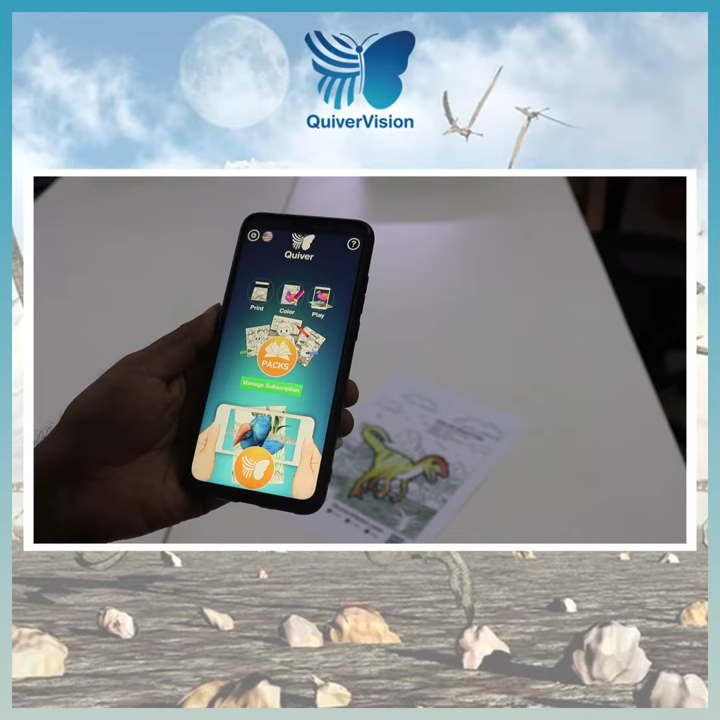 QuiverVision
Quiver
?
Print
Color
Play
PACKS
Manage Subscription